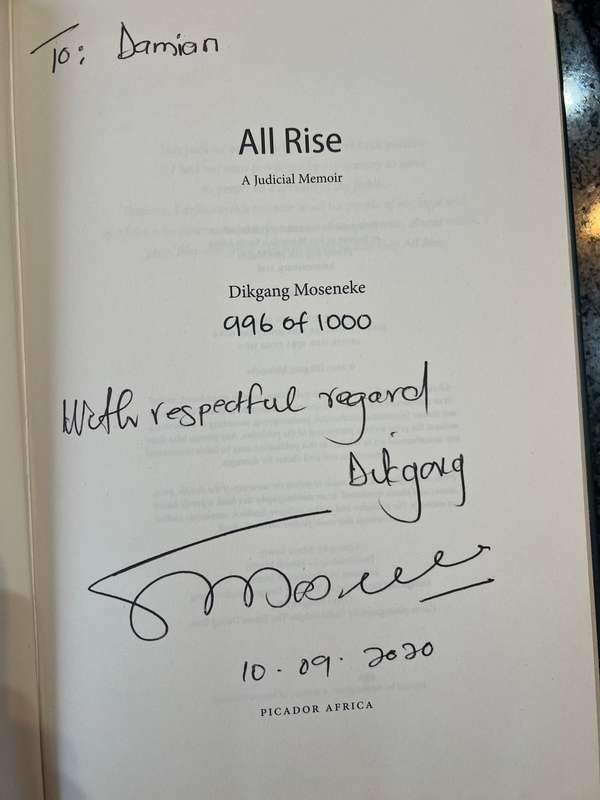 To: Damian
All Rise
A Judicial Memoir
Dikgang Moseneke
996 of 1000
With respectful regard
Dikgang
Moseneke
10 . 09 . 2020
PICADOR AFRICA